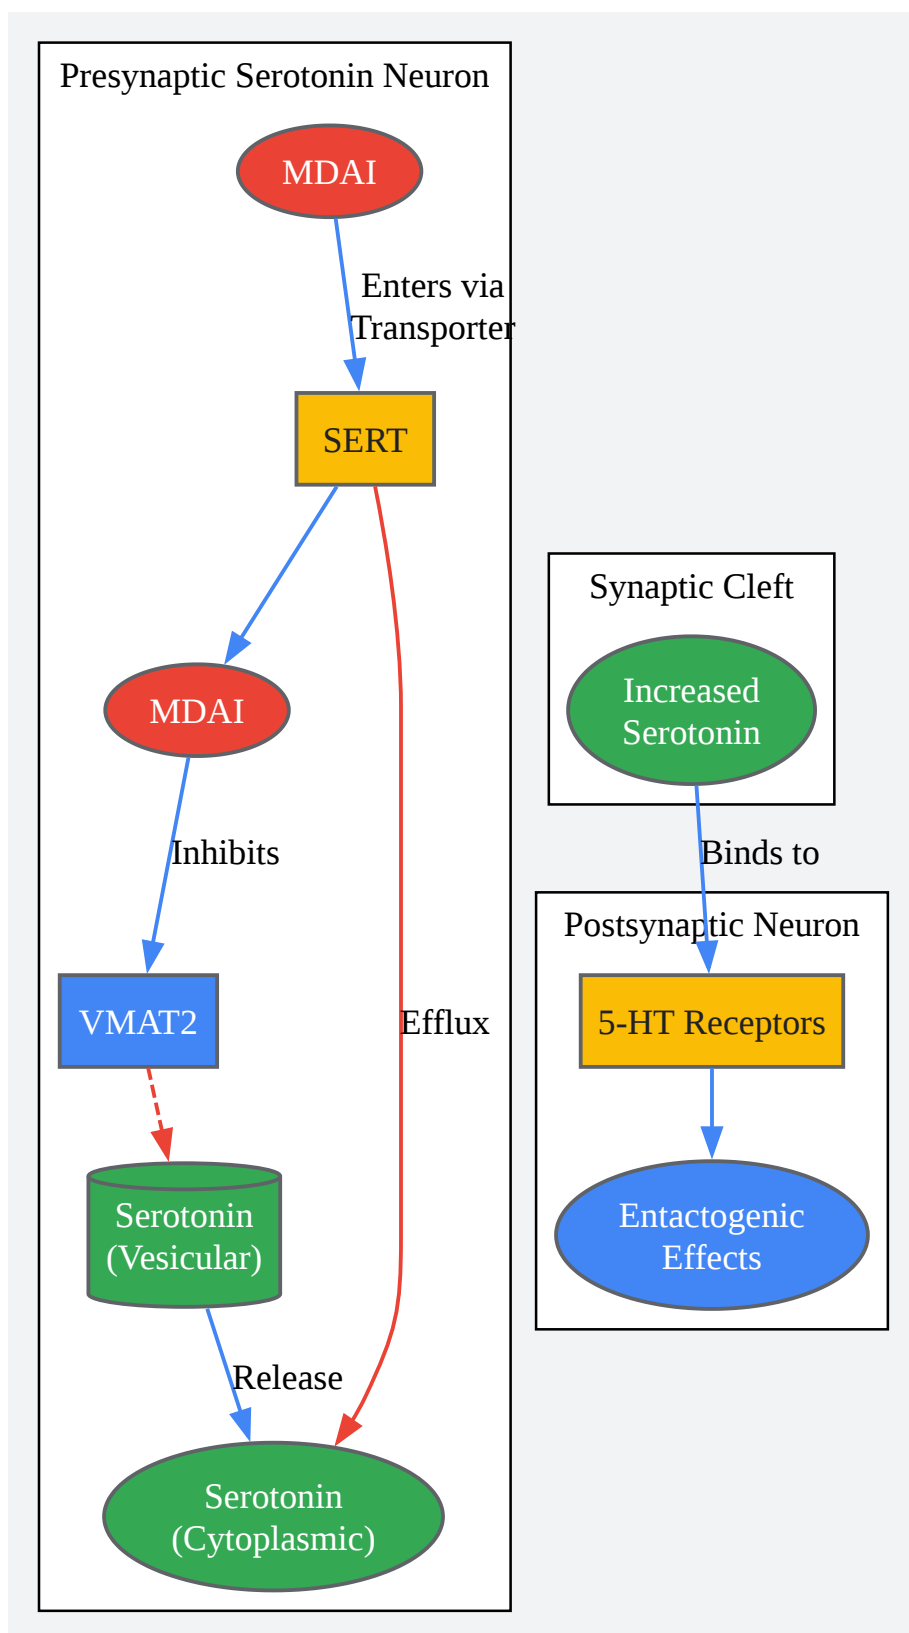 Presynaptic Serotonin Neuron
MDAI
Enters via
Transporter
SERT
MDAI
Inhibits
VMAT2
Efflux
Serotonin
(Vesicular)
Release
Serotonin
(Cytoplasmic)
Synaptic Cleft
Increased
Serotonin
Binds to
Postsynaptic Neuron
5-HT Receptors
Entactogenic
Effects